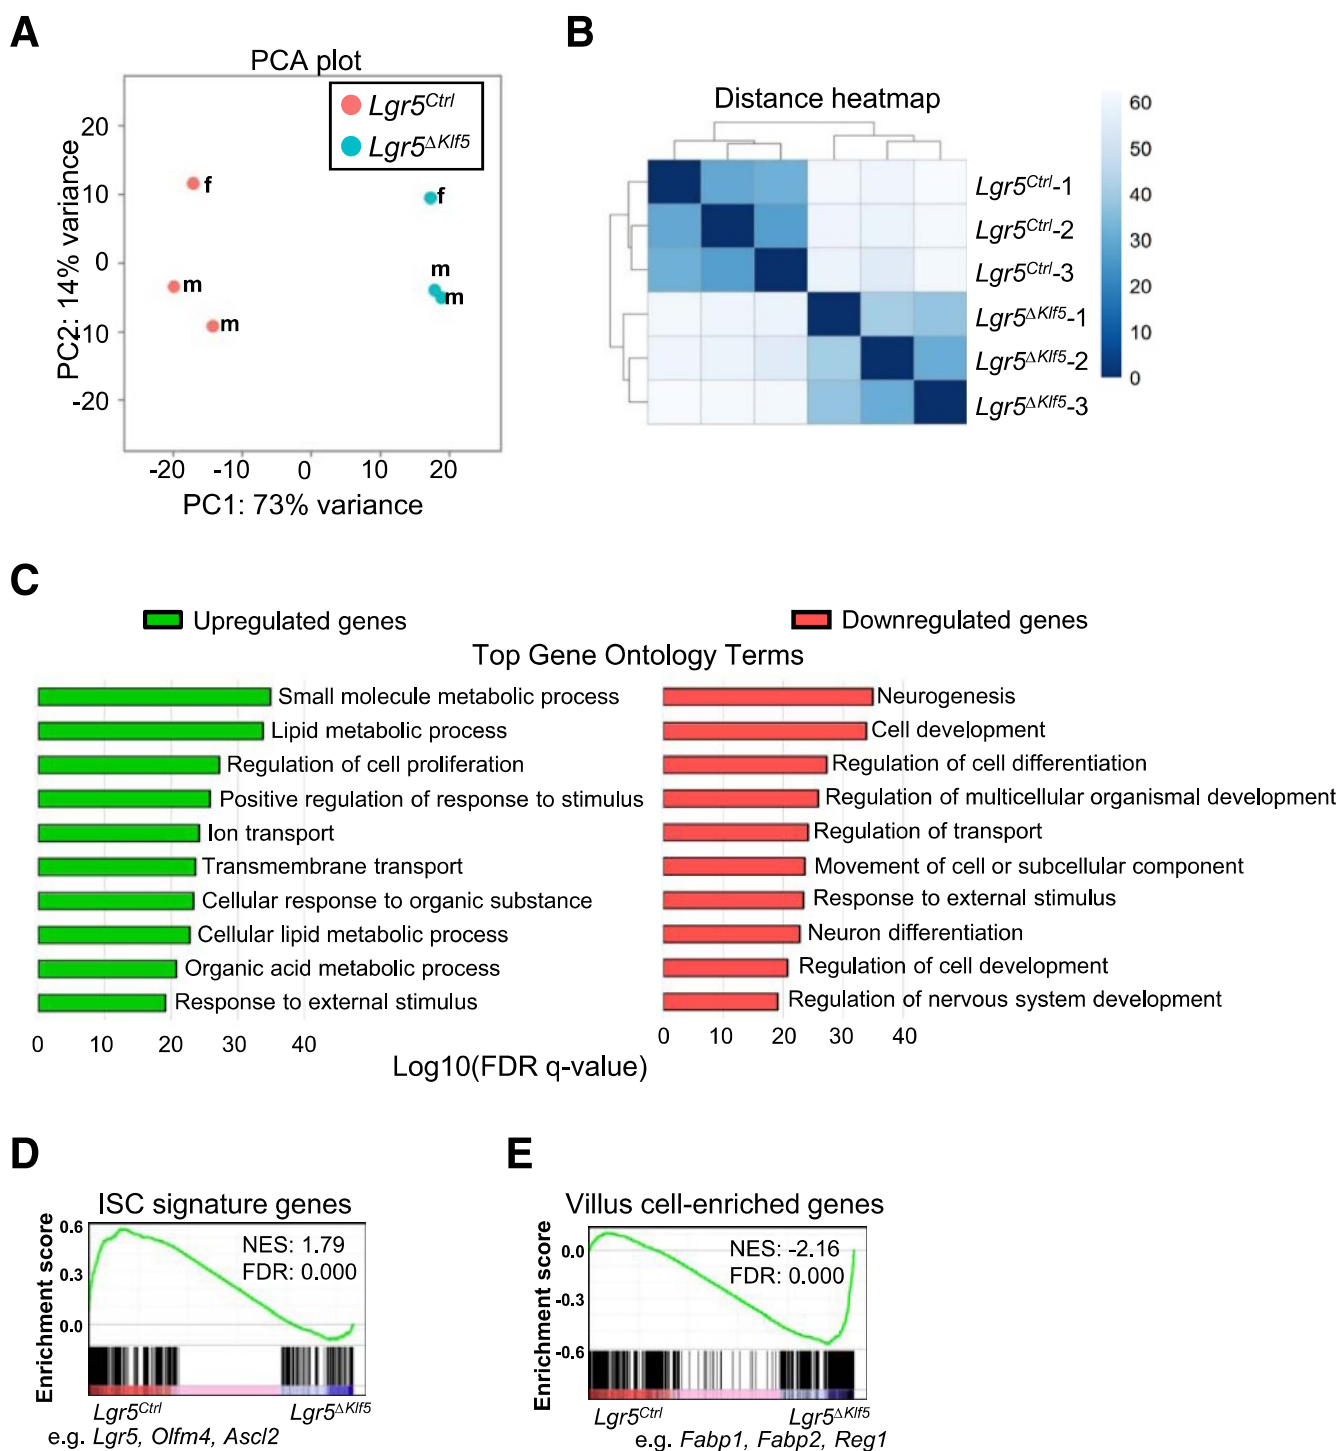 A
PCA plot
Lgr5Ctrl
Lgr5ΔKlf5
f
f
m
m
m
m
20
10
0
-10
-20
PC2: 14% variance
-20 -10 0 10 20
PC1: 73% variance
B
Distance heatmap
Lgr5Ctrl-1
Lgr5Ctrl-2
Lgr5Ctrl-3
Lgr5ΔKlf5-1
Lgr5ΔKlf5-2
Lgr5ΔKlf5-3
60
50
40
30
20
10
0
C
Upregulated genes
Downregulated genes
Top Gene Ontology Terms
Small molecule metabolic process
Lipid metabolic process
Regulation of cell proliferation
Positive regulation of response to stimulus
Ion transport
Transmembrane transport
Cellular response to organic substance
Cellular lipid metabolic process
Organic acid metabolic process
Response to external stimulus
0 10 20 30 40
Neurogenesis
Cell development
Regulation of cell differentiation
Regulation of multicellular organismal development
Regulation of transport
Movement of cell or subcellular component
Response to external stimulus
Neuron differentiation
Regulation of cell development
Regulation of nervous system development
0 10 20 30 40
Log10(FDR q-value)
D
ISC signature genes
Enrichment score
0.6
0.3
0.0
NES: 1.79
FDR: 0.000
Lgr5Ctrl
Lgr5ΔKlf5
e.g. Lgr5, Olfm4, Ascl2
E
Villus cell-enriched genes
Enrichment score
0.0
-0.3
-0.6
NES: -2.16
FDR: 0.000
Lgr5Ctrl
Lgr5ΔKlf5
e.g. Fabp1, Fabp2, Reg1